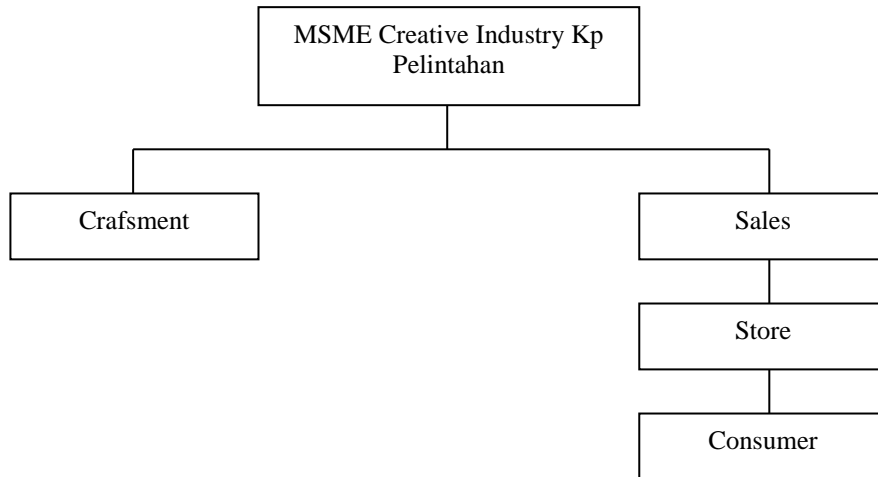 MSME Creative Industry Kp
Pelintahan
Crafsment
Sales
Store
Consumer